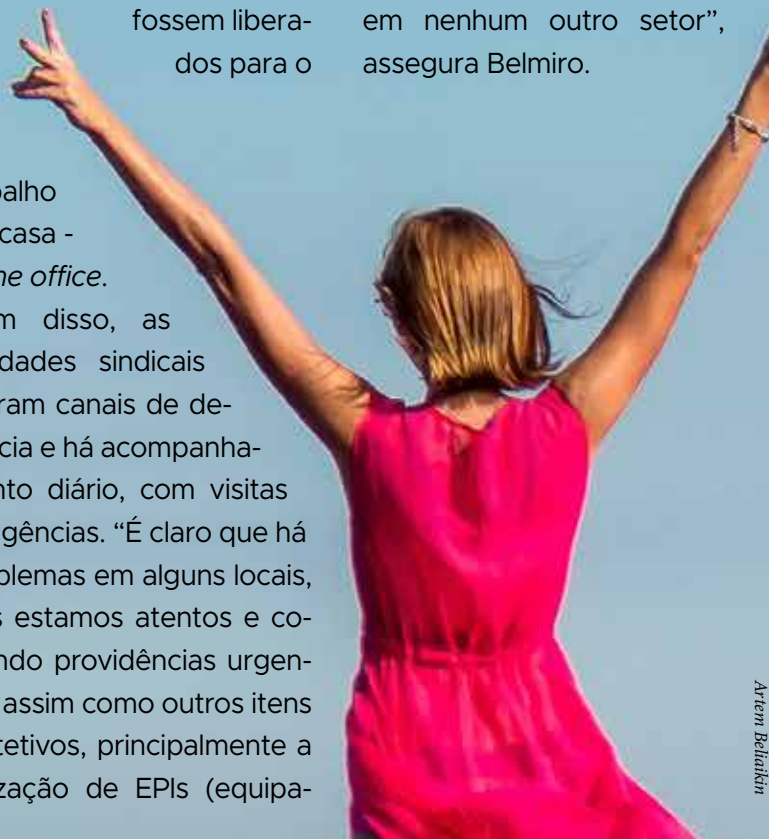 fossem libera-
dos para o
balho
casa -
me office.
m disso, as
dades sindicais
ram canais de de-
cia e há acompanha-
nto diário, com visitas
gências. “É claro que há
blemas em alguns locais,
s estamos atentos e co-
ndo providências urgen-
assim como outros itens
tetivos, principalmente a
zação de EPIs (equipa-
em nenhum outro setor”,
assegura Belmiro.
Artem Beliaikin